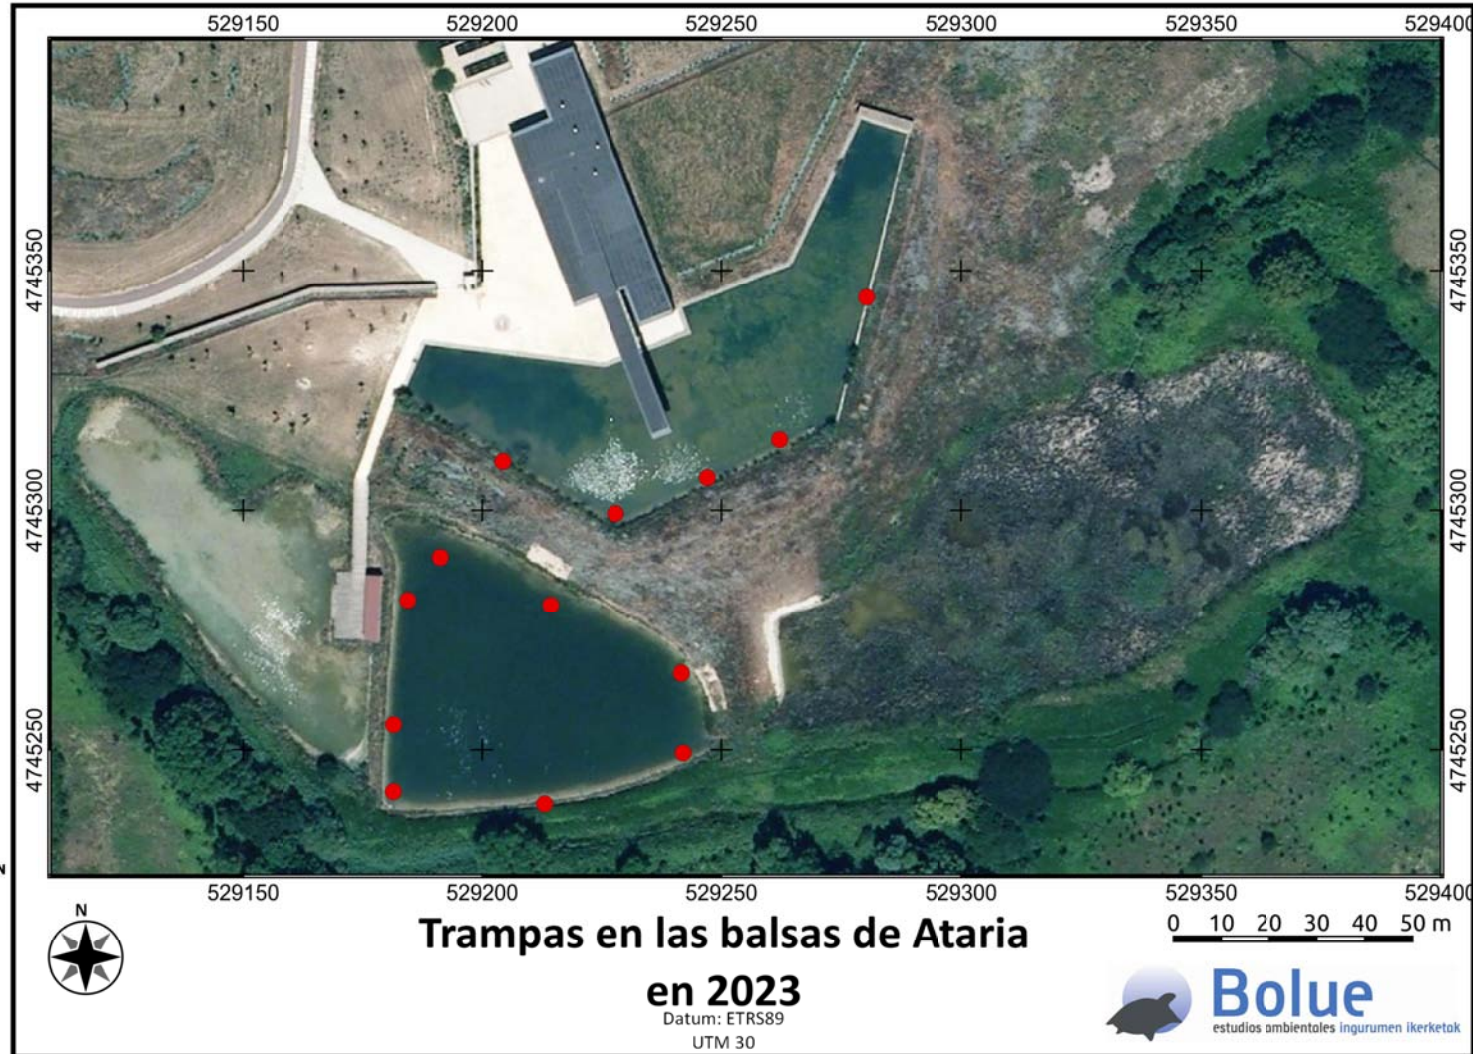 529150 529200 529250 529300 529350 529400
4745350 4745350
4745300 4745300
4745250 4745250
529150 529200 529250 529300 529350 529400
N
Trampas en las balsas de Ataria
en 2023
Datum: ETRS89
UTM 30
0 10 20 30 40 50 m
Bolue
estudios ambientales ingurumen ikerketak